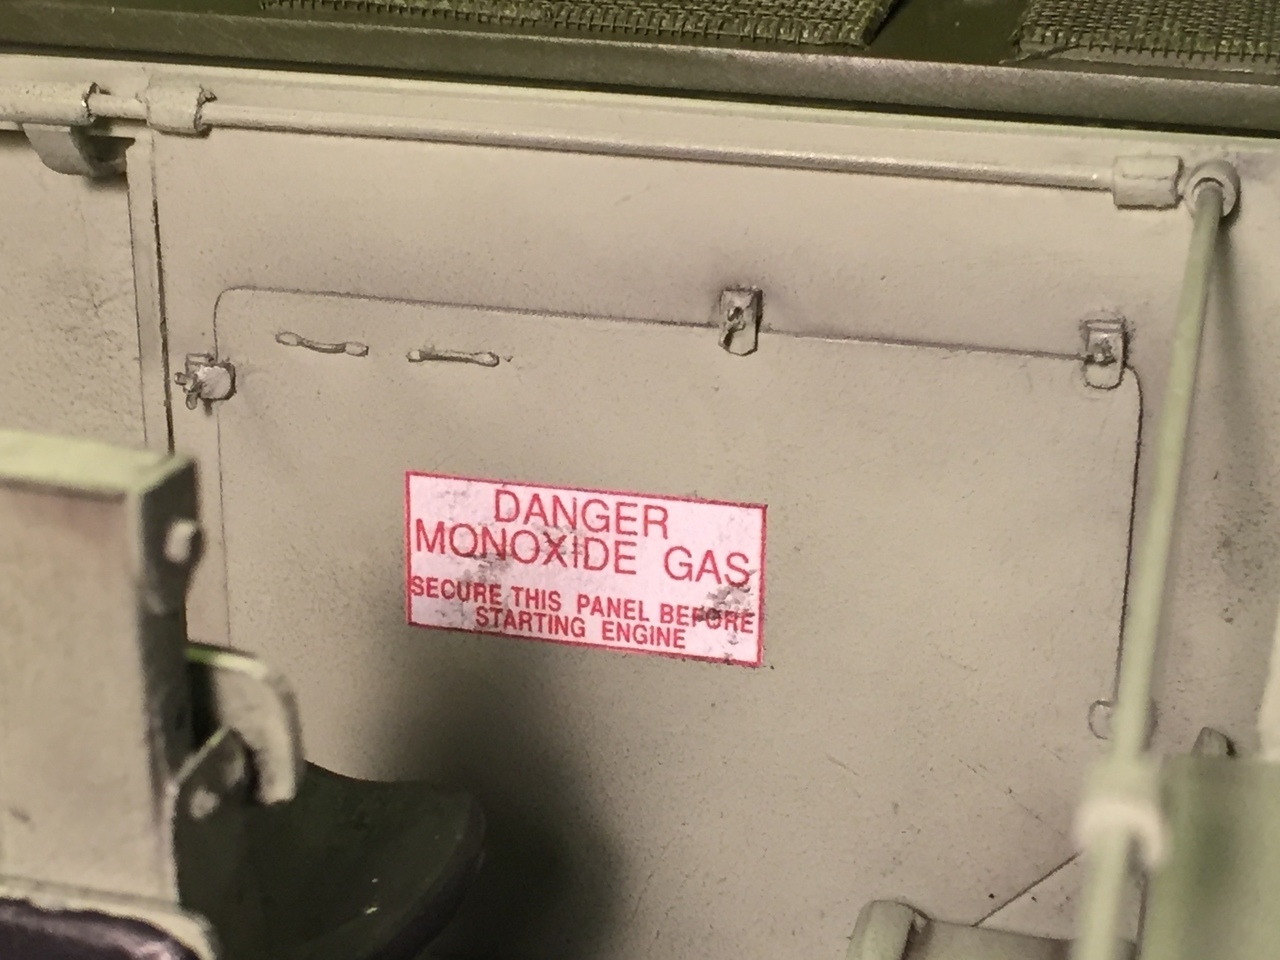 DANGER
MONOXIDE GAS
SECURE THIS PANEL BEFORE
STARTING ENGINE